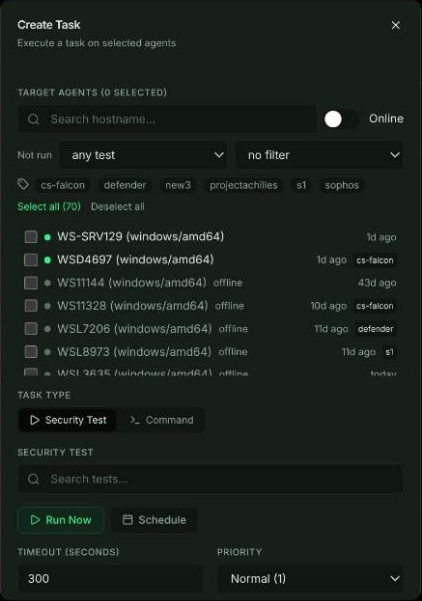 Create Task
Execute a task on selected agents
TARGET AGENTS (0 SELECTED)
Search hostname... Online
Not run any test no filter
cs-falcon defender new3 projectachilles s1 sophos
Select all (70) Deselect all
WS-SRV129 (windows/amd64) 1d ago
WSD4697 (windows/amd64) 1d ago cs-falcon
WS11144 (windows/amd64) offline 43d ago
WS11328 (windows/amd64) offline 10d ago cs-falcon
WSL7206 (windows/amd64) offline 11d ago defender
WSL8973 (windows/amd64) offline 11d ago s1
WSL3635 (windows/amd64) offline today
TASK TYPE
Security Test Command
SECURITY TEST
Search tests...
Run Now Schedule
TIMEOUT (SECONDS) PRIORITY
300 Normal (1)